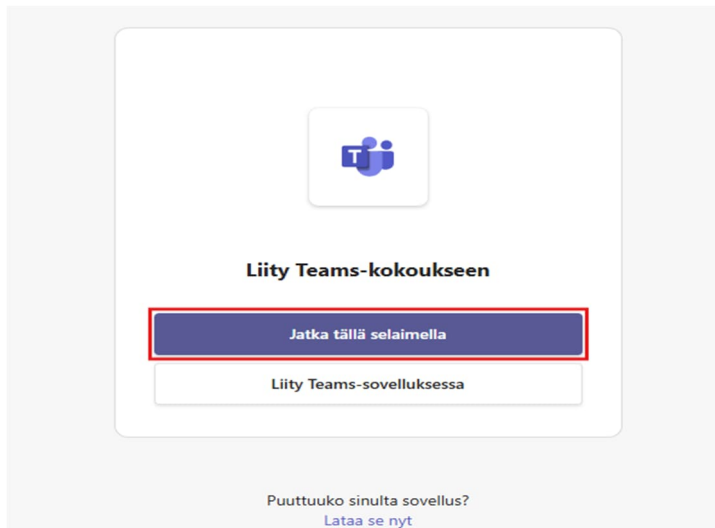 T
Liity Teams-kokoukseen
Jatka tällä selaimella
Liity Teams-sovelluksessa
Puuttuuko sinulta sovellus?
Lataa se nyt